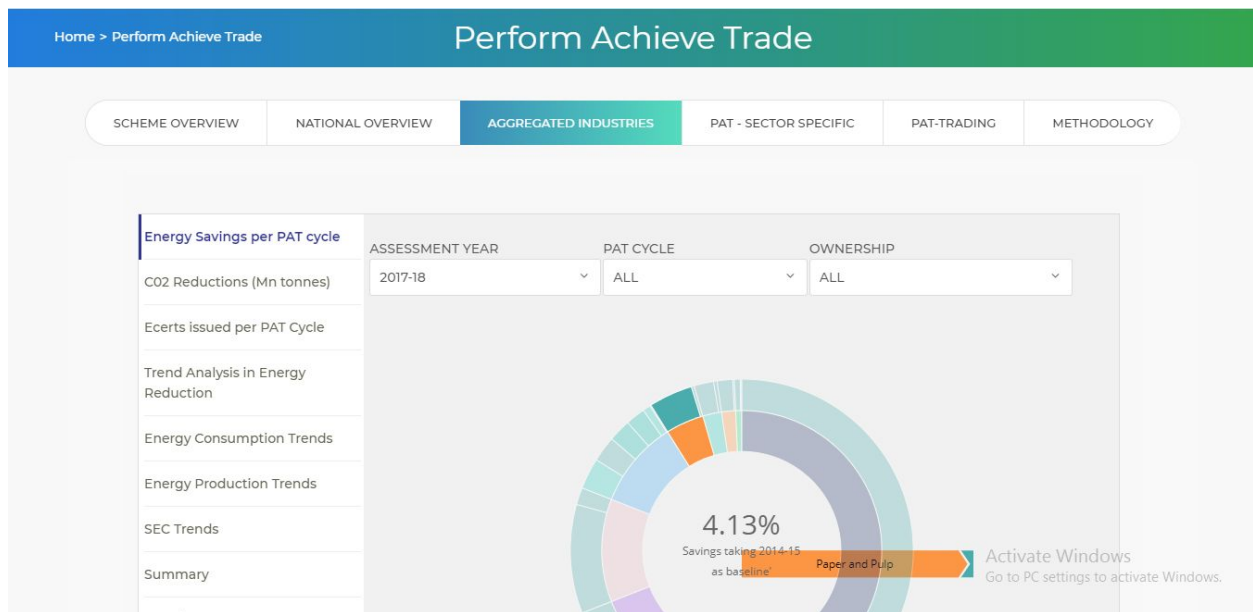 Home > Perform Achieve Trade
Perform Achieve Trade
SCHEME OVERVIEW
NATIONAL OVERVIEW
AGGREGATED INDUSTRIES
PAT - SECTOR SPECIFIC
PAT-TRADING
METHODOLOGY
Energy Savings per PAT cycle
C02 Reductions (Mn tonnes)
Ecerts issued per PAT Cycle
Trend Analysis in Energy
Reduction
Energy Consumption Trends
Energy Production Trends
SEC Trends
Summary
ASSESSMENT YEAR
PAT CYCLE
OWNERSHIP
2017-18
ALL
ALL
4.13%
Savings taking 2014-15
as baseline'
Paper and Pulp
Activate Windows
Go to PC settings to activate Windows.